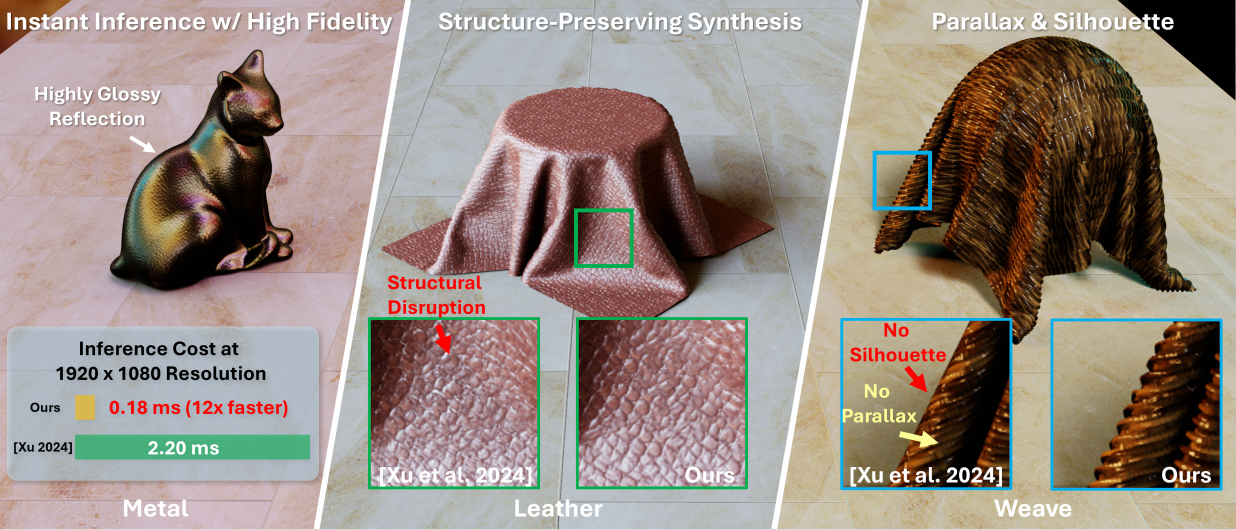 Instant Inference w/ High Fidelity
Highly Glossy
Reflection
Inference Cost at
1920 x 1080 Resolution
Ours
0.18 ms (12x faster)
[Xu 2024]
2.20 ms
Metal
Structure-Preserving Synthesis
Structural
Disruption
[Xu et al. 2024]
Ours
Leather
Parallax & Silhouette
No
Silhouette
No
Parallax
[Xu et al. 2024]
Ours
Weave